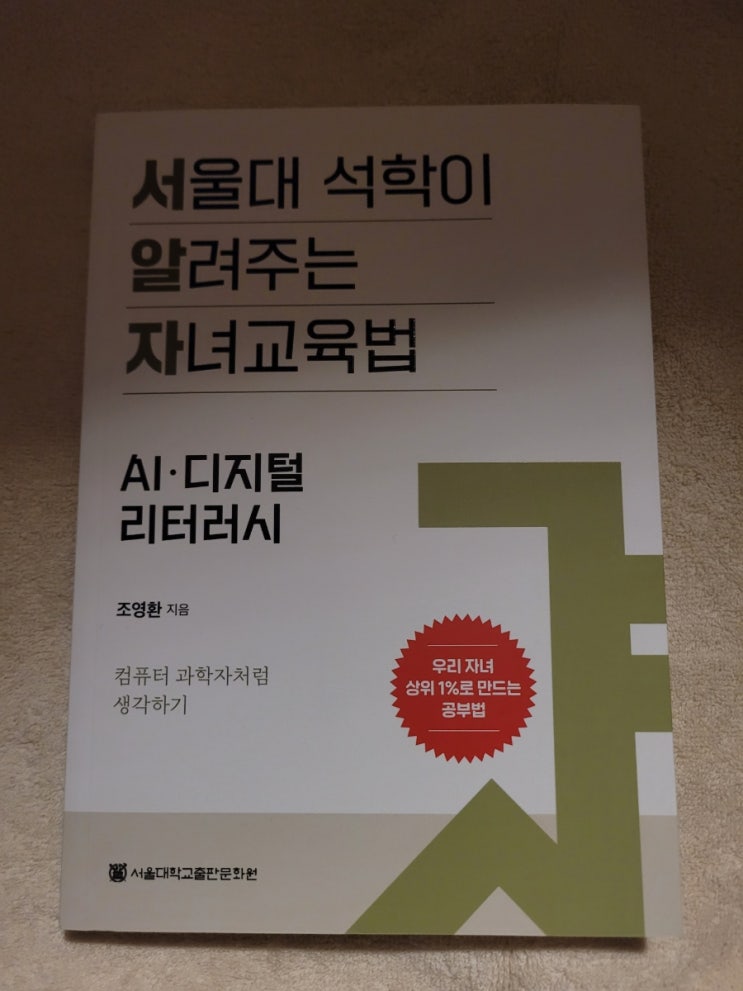 서울대 석학이
알려주는
자녀교육법
AI·디지털
리터러시
조영환 지음
컴퓨터 과학자처럼
생각하기
우리 자녀
상위 1%로 만드는
공부법
서울대학교출판문화원